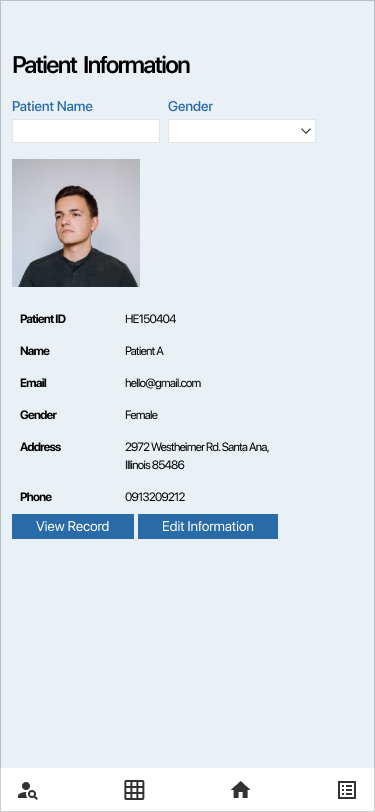 Patient Information
Patient Name
Gender
Patient ID HE150404
Name Patient A
Email hello@gmail.com
Gender Female
Address 2972 Westheimer Rd. Santa Ana,
Illinois 85486
Phone 0913209212
View Record Edit Information